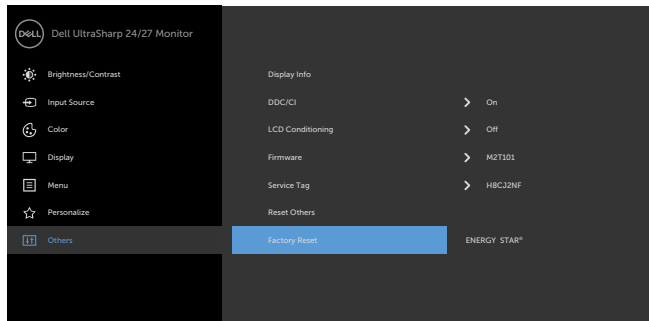 DELL Dell UltraSharp 24/27 Monitor
Brightness/Contrast Display Info
Input Source DDC/CI On
Color LCD Conditioning Off
Display Firmware M2T101
Menu Service Tag H8CJ2NF
Personalize Reset Others
Others Factory Reset ENERGY STAR®